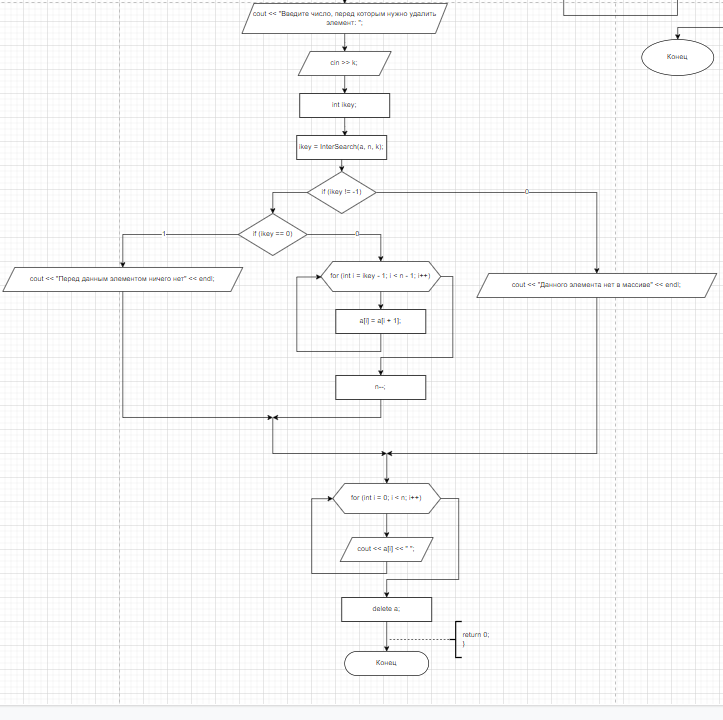 cout << "Введите число, перед которым нужно удалить
элемент: ";
Конец
cin >> k;
int ikey;
ikey = InterSearch(a, n, k);
if (ikey != -1)
0
if (ikey == 0)
1
0
cout << "Перед данным элементом ничего нет" << endl;
for (int i = ikey - 1; i < n - 1; i++)
cout << "Данного элемента нет в массиве" << endl;
a[i] = a[i + 1];
n--;
for (int i = 0; i < n; i++)
cout << a[i] << " ";
delete a;
return 0;
}
Конец